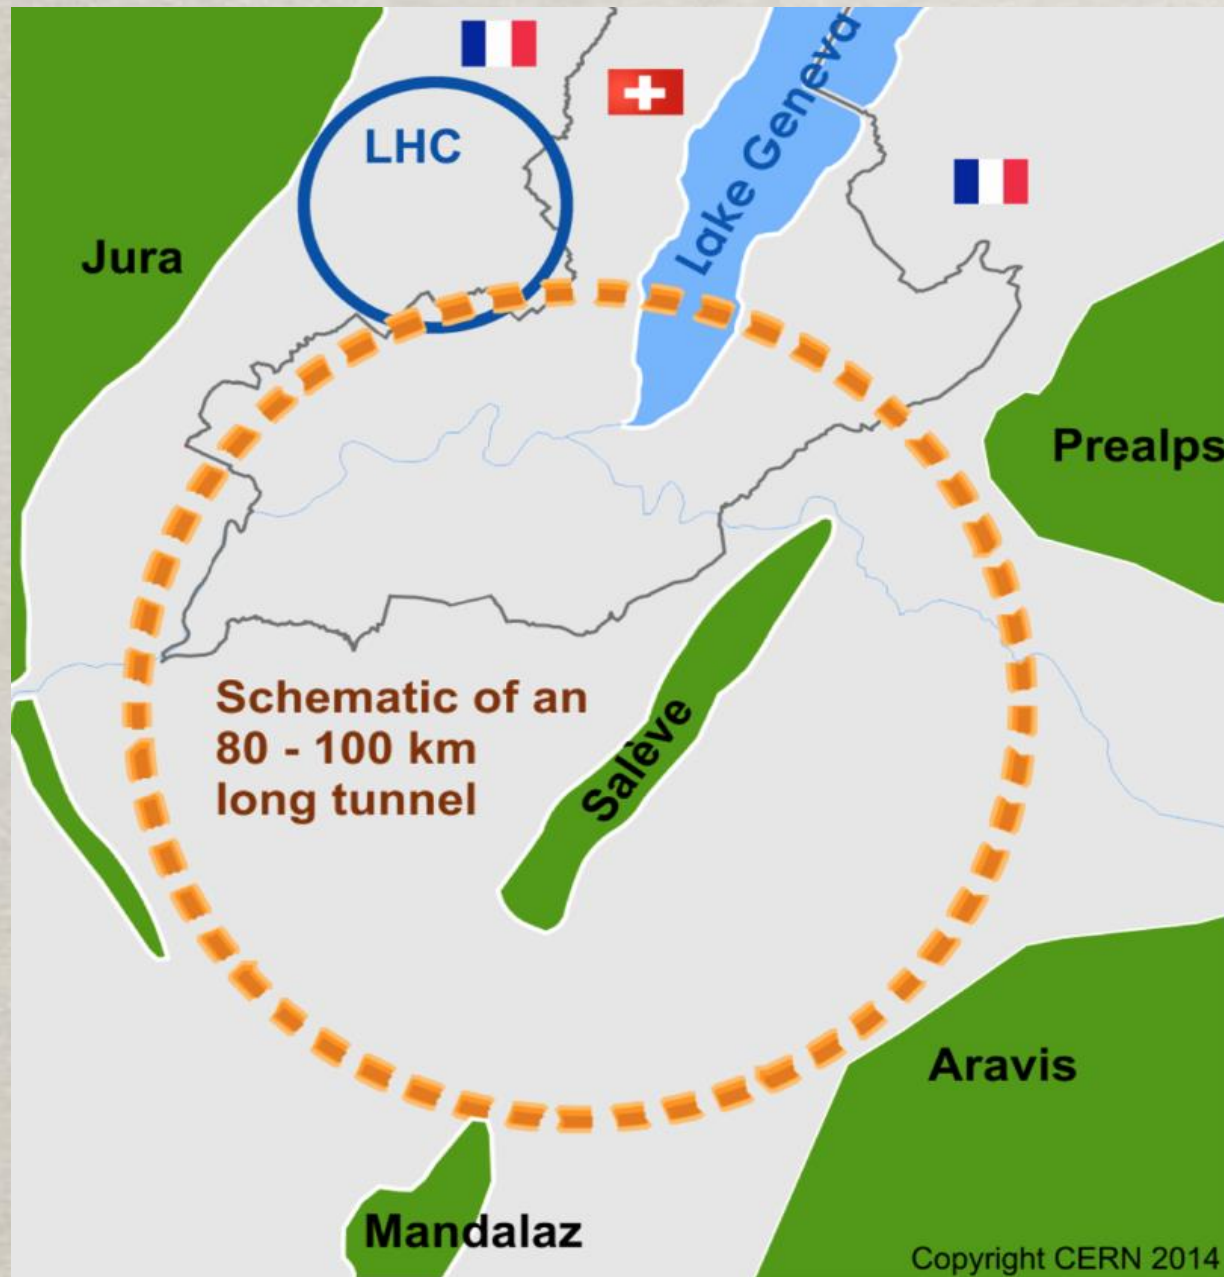 LHC
Lake Geneva
Jura
Prealps
Schematic of an
80 - 100 km
long tunnel
Salève
Aravis
Mandalaz
Copyright CERN 2014